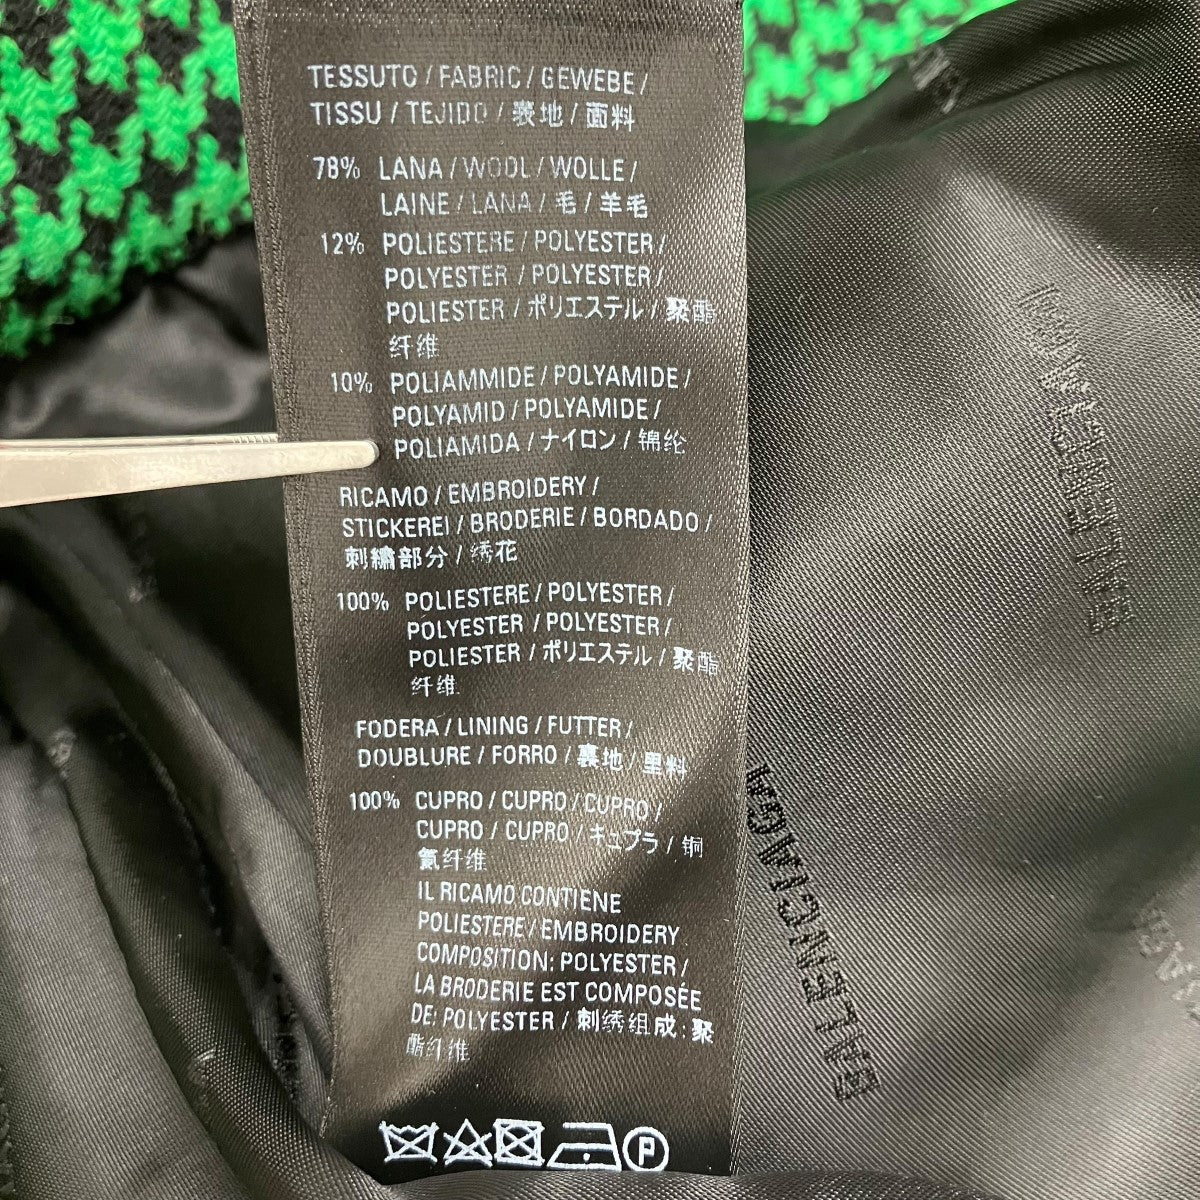 TESSUTO / FABRIC / GEWEBE /
TISSU / TEJIDO / 表地 / 面料
78% LANA / WOOL / WOLLE /
LAINE / LANA / 毛 / 羊毛
12% POLIESTERE / POLYESTER /
POLYESTER / POLYESTER /
POLIESTER / ポリエステル / 聚酯
纤维
10% POLIAMMIDE / POLYAMIDE /
POLYAMID / POLYAMIDE /
POLIAMIDA / ナイロン / 锦纶
RICAMO / EMBROIDERY /
STICKEREI / BRODERIE / BORDADO /
刺繍部分 / 绣花
100% POLIESTERE / POLYESTER /
POLYESTER / POLYESTER /
POLIESTER / ポリエステル / 聚酯
纤维
FODERA / LINING / FUTTER /
DOUBLURE / FORRO / 裏地 / 里料
100% CUPRO / CUPRO / CUPRO /
CUPRO / CUPRO / キュプラ / 铜
氨纤维
IL RICAMO CONTIENE
POLIESTERE / EMBROIDERY
COMPOSITION: POLYESTER /
LA BRODERIE EST COMPOSÉE
DE: POLYESTER / 刺绣组成: 聚
酯纤维
P
BALENCIAGA
BALENCIAGA